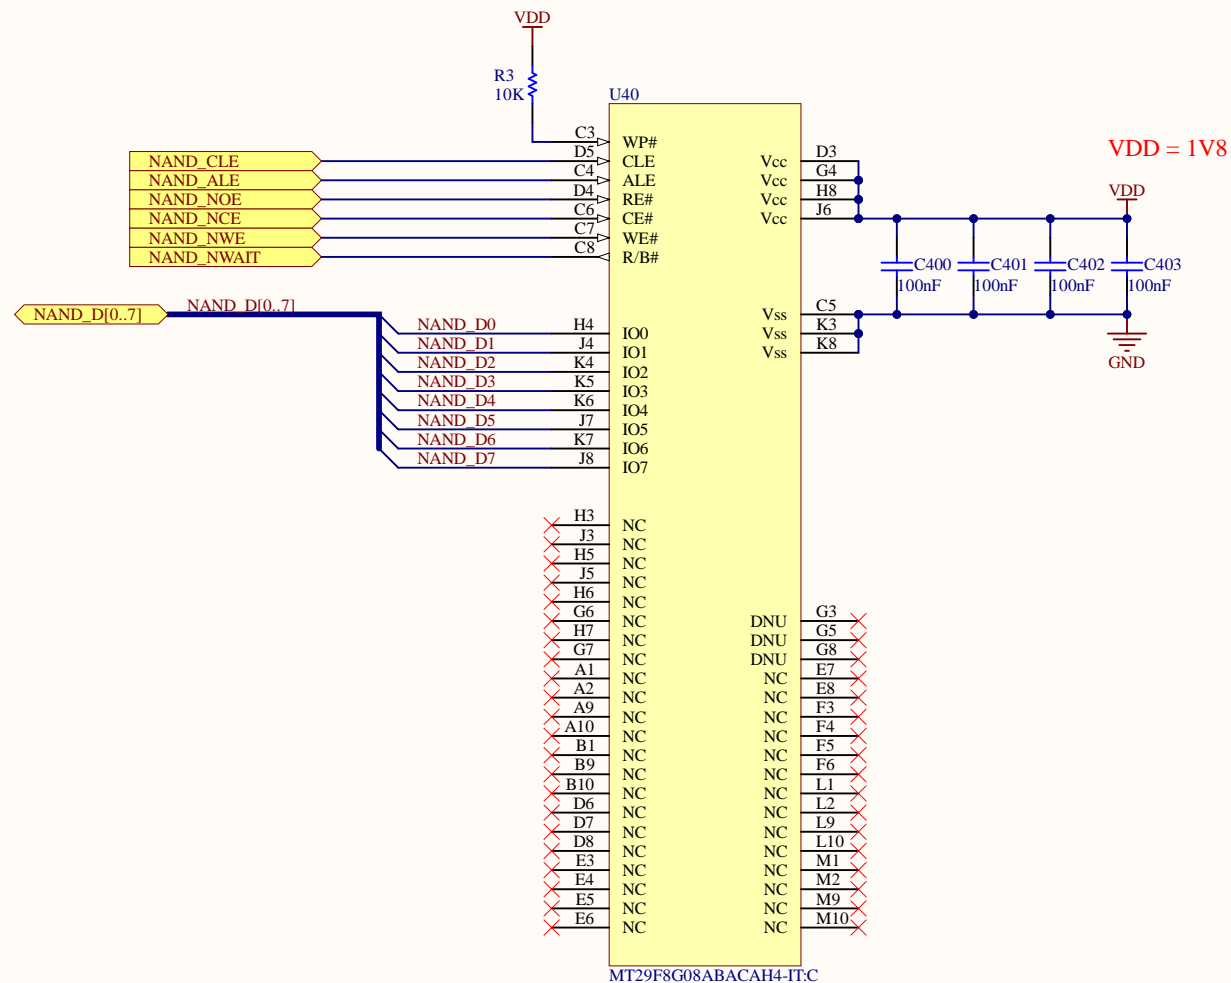 VDD
R3
10K
U40
C3 WP#
NAND_CLE D5 CLE
NAND_ALE C4 ALE
NAND_NOE D4 RE#
NAND_NCE C6 CE#
NAND_NWE C7 WE#
NAND_NWAIT C8 R/B#
Vcc D3
Vcc G4
Vcc H8
Vcc J6
VDD = 1V8
VDD
C400 C401 C402 C403
100nF 100nF 100nF 100nF
Vss C5
Vss K3
Vss K8
GND
NAND_D[0..7] NAND_D[0..7]
NAND_D0 H4 IO0
NAND_D1 J4 IO1
NAND_D2 K4 IO2
NAND_D3 K5 IO3
NAND_D4 K6 IO4
NAND_D5 J7 IO5
NAND_D6 K7 IO6
NAND_D7 J8 IO7
H3 NC
J3 NC
H5 NC
J5 NC
H6 NC
G6 NC DNU G3
H7 NC DNU G5
G7 NC DNU G8
A1 NC NC E7
A2 NC NC E8
A9 NC NC F3
A10 NC NC F4
B1 NC NC F5
B9 NC NC F6
B10 NC NC L1
D6 NC NC L2
D7 NC NC L9
D8 NC NC L10
E3 NC NC M1
E4 NC NC M2
E5 NC NC M9
E6 NC NC M10
MT29F8G08ABACAH4-IT:C